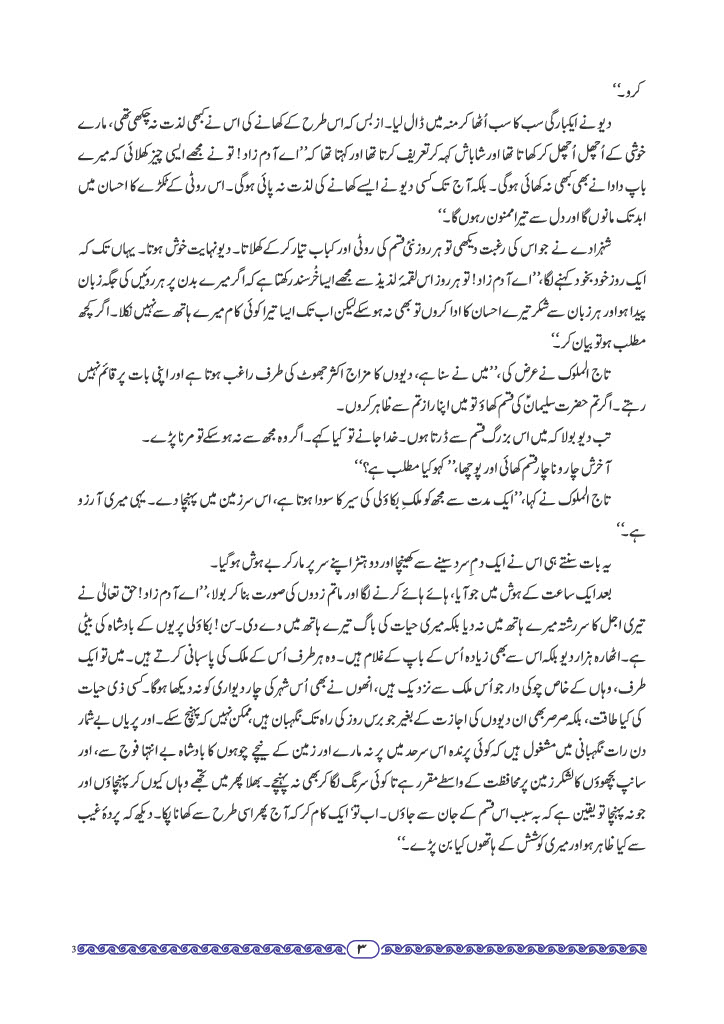 کرو۔‘‘
دیو نے ایکبارگی سب کا سب اُٹھا کر منہ میں ڈال لیا۔ از بس کہ اس طرح کے کھانے کی اس نے کبھی لذت نہ چکھی تھی، مارے
خوشی کے اُچھل اُچھل کر کھاتا تھا اور شاباش کہہ کر تعریف کرتا تھا اور کہتا تھا کہ’’اے آدم زاد! تو نے مجھے ایسی چیز کھلائی کہ میرے
باپ دادا نے بھی کبھی نہ کھائی ہوگی۔ بلکہ آج تک کسی دیو نے ایسے کھانے کی لذت نہ پائی ہوگی۔ اس روٹی کے ٹکڑے کا احسان میں
ابد تک مانوں گا اور دل سے تیرا ممنون رہوں گا۔‘‘
شہزادے نے جو اس کی رغبت دیکھی تو ہر روز نئی قسم کی روٹی اور کباب تیار کر کے کھلاتا۔ دیو نہایت خوش ہوتا۔ یہاں تک کہ
ایک روز خود بخود کہنے لگا،’’اے آدم زاد! تو ہر روز اس لقمۂ لذیذ سے مجھے ایسا خُرسند رکھتا ہے کہ اگر میرے بدن پر ہر روئیں کی جگہ زبان
پیدا ہو اور ہر زبان سے شکر تیرے احسان کا ادا کروں تو بھی نہ ہوسکے لیکن اب تک ایسا تیرا کوئی کام میرے ہاتھ سے نہیں نکلا۔ اگر کچھ
مطلب ہو تو بیان کر۔‘‘
تاج الملوک نے عرض کی،’’میں نے سنا ہے، دیووں کا مزاج اکثر جھوٹ کی طرف راغب ہوتا ہے اور اپنی بات پر قائم نہیں
رہتے۔ اگر تم حضرت سلیمانؑ کی قسم کھاؤ تو میں اپنا راز تم سے ظاہر کروں۔
تب دیو بولا کہ میں اس بزرگ قسم سے ڈرتا ہوں۔ خدا جانے تو کیا کہے۔ اگر وہ مجھ سے نہ ہوسکے تو مرنا پڑے۔
آخرش چار و ناچار قسم کھائی اور پوچھا،’’کہو کیا مطلب ہے؟‘‘
تاج الملوک نے کہا،’’ایک مدت سے مجھ کو ملکِ بکاؤلی کی سیر کا سودا ہوتا ہے، اس سرزمین میں پہنچا دے۔ یہی میری آرزو
ہے۔‘‘
یہ بات سنتے ہی اس نے ایک دمِ سرد سینے سے کھینچا اور دو ہتڑ اپنے سر پر مار کر بے ہوش ہوگیا۔
بعد ایک ساعت کے ہوش میں جو آیا، ہائے ہائے کرنے لگا اور ماتم زدوں کی صورت بنا کر بولا،’’اے آدم زاد! حق تعالیٰ نے
تیری اجل کا سررشتہ میرے ہاتھ میں نہ دیا بلکہ میری حیات کی باگ تیرے ہاتھ میں دے دی۔ سن! بکاؤلی پریوں کے بادشاہ کی بیٹی
ہے۔ اٹھارہ ہزار دیو بلکہ اس سے بھی زیادہ اُس کے باپ کے غلام ہیں۔ وہ ہر طرف اُس کے ملک کی پاسبانی کرتے ہیں۔ میں تو ایک
طرف، وہاں کے خاص چوکی دار جو اُس ملک سے نزدیک ہیں، انھوں نے بھی اُس شہر کی چار دیواری کو نہ دیکھا ہوگا۔ کسی ذی حیات
کی کیا طاقت، بلکہ صرصر بھی ان دیووں کی اجازت کے بغیر جو برس روز کی راہ تک نگہبان ہیں، ممکن نہیں کہ پہنچ سکے۔ اور پریاں بے شمار
دن رات نگہبانی میں مشغول ہیں کہ کوئی پرندہ اس سرحد میں پر نہ مارے اور زمین کے نیچے چوہوں کا بادشاہ بے انتہا فوج سے، اور
سانپ بچھوؤں کا لشکر زمین پر محافظت کے واسطے مقرر ہے تا کوئی سرنگ لگا کر بھی نہ پہنچے۔ بھلا پھر میں تجھے وہاں کیوں کر پہنچاؤں اور
جو نہ پہنچا تو یقین ہے کہ بہ سبب اس قسم کے جان سے جاؤں۔ اب تو، ایک کام کر کہ آج پھر اسی طرح سے کھانا پکا۔ دیکھ کہ پردۂ غیب
سے کیا ظاہر ہو اور میری کوشش کے ہاتھوں کیا بن پڑے۔‘‘
3
۳